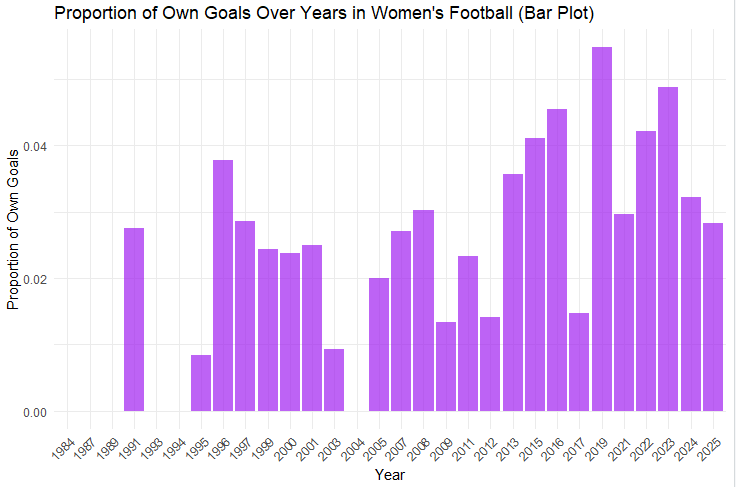 Proportion of Own Goals Over Years in Women's Football (Bar Plot)
Proportion of Own Goals
0.04
0.02
0.00
1984 1987 1989 1991 1993 1994 1995 1996 1997 1999 2000 2001 2003 2004 2005 2007 2008 2009 2011 2012 2013 2015 2016 2017 2019 2021 2022 2023 2024 2025
Year